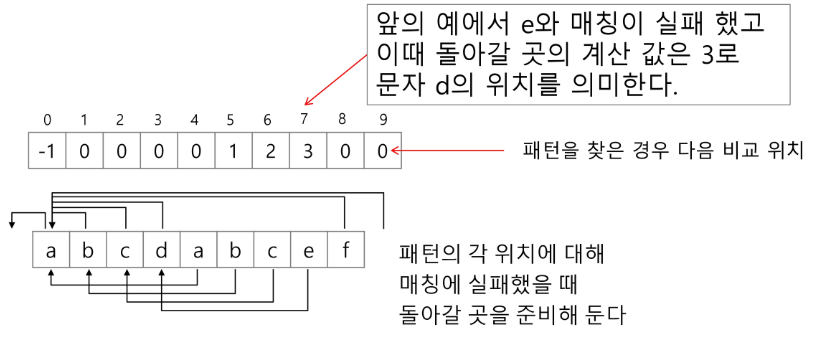 앞의 예에서 e와 매칭이 실패 했고
이때 돌아갈 곳의 계산 값은 3로
문자 d의 위치를 의미한다.
0 1 2 3 4 5 6 7 8 9
-1 0 0 0 0 1 2 3 0 0
패턴을 찾은 경우 다음 비교 위치
a b c d a b c e f
패턴의 각 위치에 대해
매칭에 실패했을 때
돌아갈 곳을 준비해 둔다